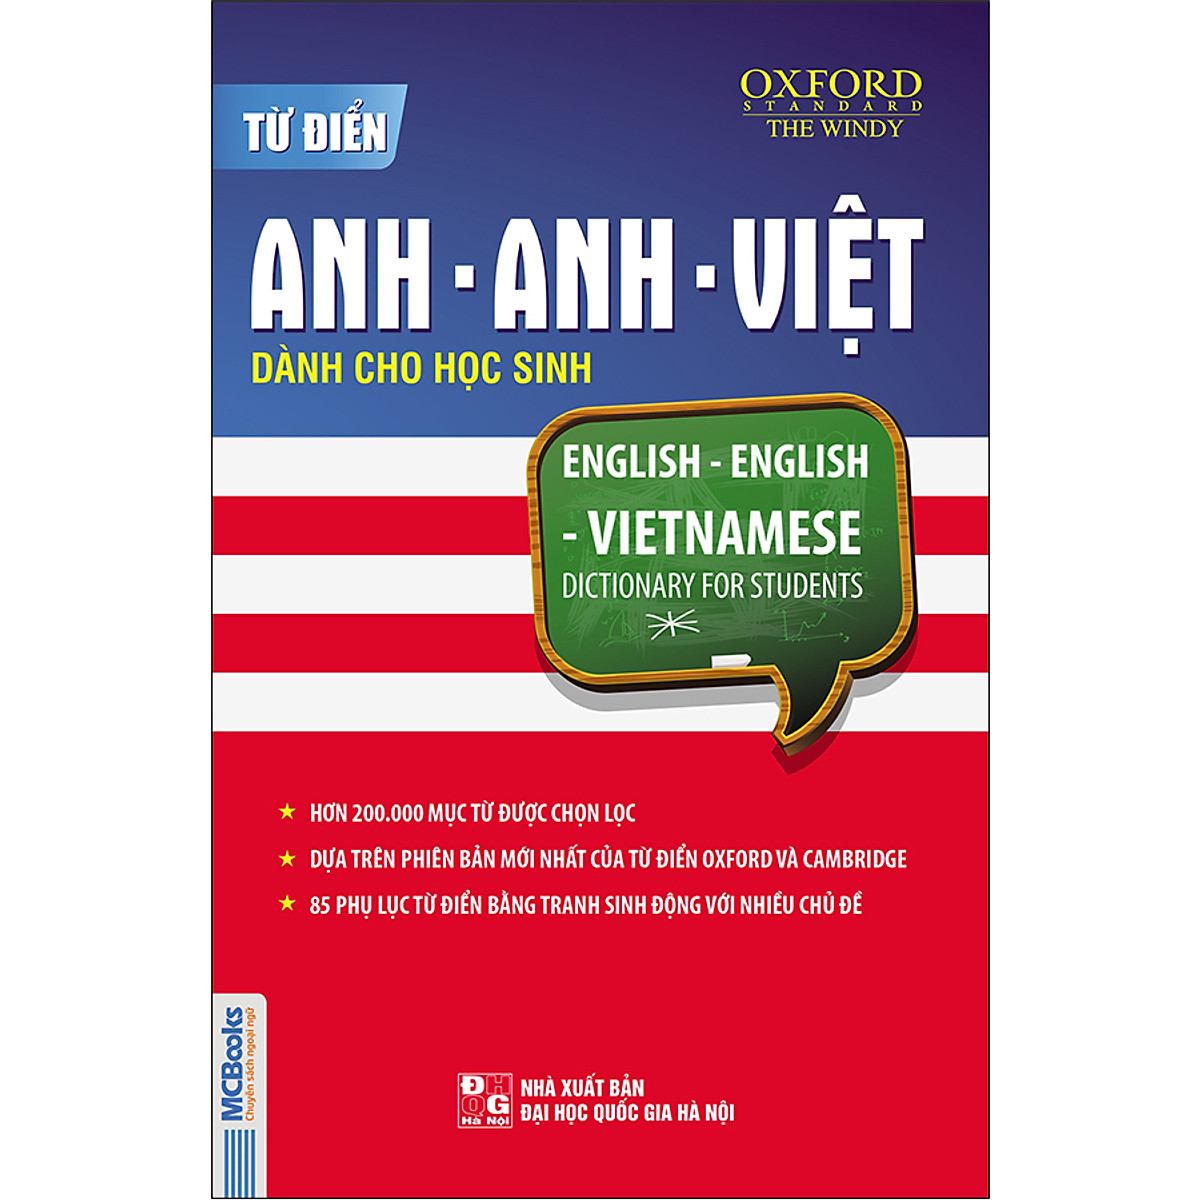 TỪ ĐIỂN
OXFORD
STANDARD
THE WINDY
ANH · ANH · VIỆT
DÀNH CHO HỌC SINH
ENGLISH - ENGLISH
- VIETNAMESE
DICTIONARY FOR STUDENTS
HƠN 200.000 MỤC TỪ ĐƯỢC CHỌN LỌC
DỰA TRÊN PHIÊN BẢN MỚI NHẤT CỦA TỪ ĐIỂN OXFORD VÀ CAMBRIDGE
85 PHỤ LỤC TỪ ĐIỂN BẰNG TRANH SINH ĐỘNG VỚI NHIỀU CHỦ ĐỀ
MCBooks
Chuyên sách ngoại ngữ
ĐH
QG
Hà Nội
NHÀ XUẤT BẢN
ĐẠI HỌC QUỐC GIA HÀ NỘI